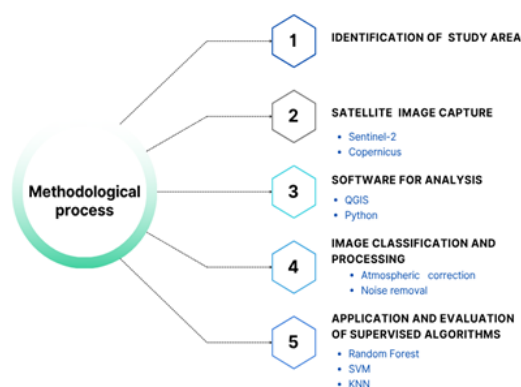 Methodological
process
1
IDENTIFICATION OF STUDY AREA
2
SATELLITE IMAGE CAPTURE
• Sentinel-2
• Copernicus
3
SOFTWARE FOR ANALYSIS
• QGIS
• Python
4
IMAGE CLASSIFICATION AND
PROCESSING
• Atmospheric correction
• Noise removal
5
APPLICATION AND EVALUATION
OF SUPERVISED ALGORITHMS
• Random Forest
• SVM
• KNN